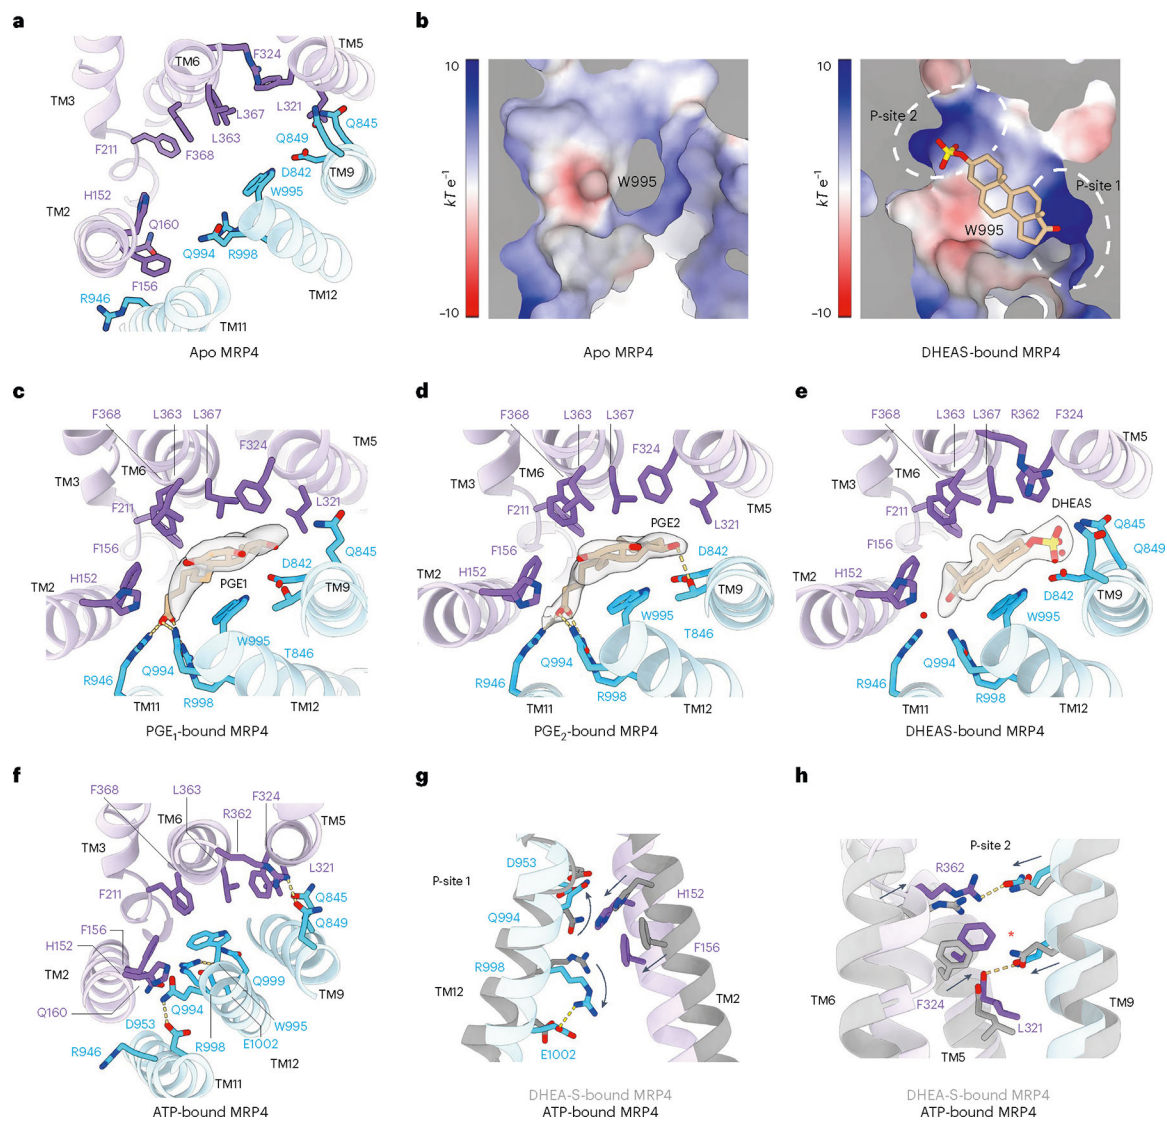 a
TM6
F324
TM5
TM3
L367
L321
L363
Q849
Q845
F211
F368
D842
TM9
W995
H152
TM2
Q160
Q994
R998
F156
R946
TM12
TM11
Apo MRP4
b
10
kT e⁻¹
–10
W995
Apo MRP4
10
kT e⁻¹
–10
P-site 2
P-site 1
W995
DHEAS-bound MRP4
c
F368
L363
L367
F324
TM5
TM6
TM3
F211
L321
F156
Q845
D842
PGE1
TM9
TM2
H152
W995
T846
Q994
R946
R998
TM11
TM12
PGE₁-bound MRP4
d
F368
L363
L367
F324
TM6
TM3
TM5
F211
L321
PGE2
F156
D842
TM2
H152
TM9
W995
T846
Q994
R946
R998
TM11
TM12
PGE₂-bound MRP4
e
F368
L363
L367
R362
F324
TM5
TM6
TM3
DHEAS
F211
Q845
Q849
F156
D842
TM2
H152
TM9
W995
Q994
R946
R998
TM11
TM12
DHEAS-bound MRP4
f
F368
L363
F324
R362
TM6
TM5
TM3
L321
F211
Q845
Q849
F156
H152
TM2
Q999
TM9
Q160
Q994
D953
W995
R998
E1002
R946
TM12
TM11
ATP-bound MRP4
g
D953
P-site 1
H152
Q994
F156
R998
TM12
TM2
E1002
DHEA-S-bound MRP4
ATP-bound MRP4
h
P-site 2
R362
*
TM6
F324
TM9
L321
TM5
DHEA-S-bound MRP4
ATP-bound MRP4